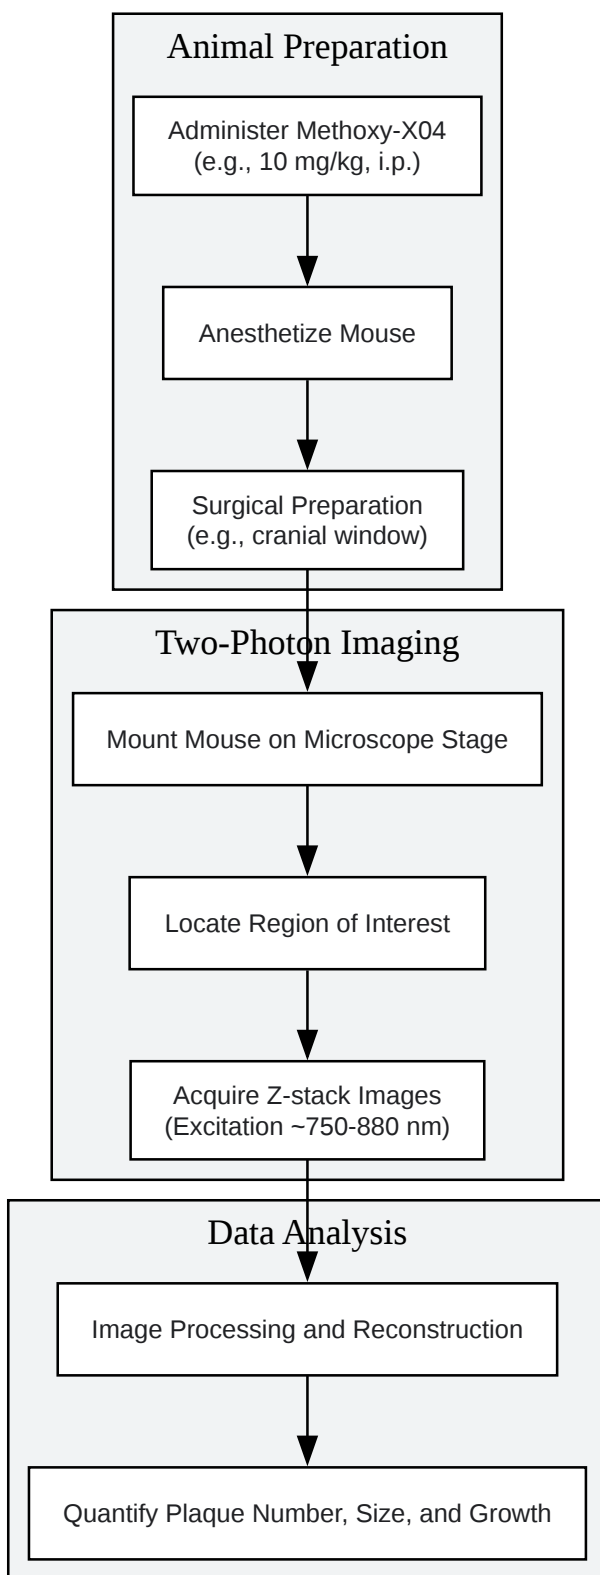 Animal Preparation
Administer Methoxy-X04
(e.g., 10 mg/kg, i.p.)
Anesthetize Mouse
Surgical Preparation
(e.g., cranial window)
Two-Photon Imaging
Mount Mouse on Microscope Stage
Locate Region of Interest
Acquire Z-stack Images
(Excitation ~750-880 nm)
Data Analysis
Image Processing and Reconstruction
Quantify Plaque Number, Size, and Growth